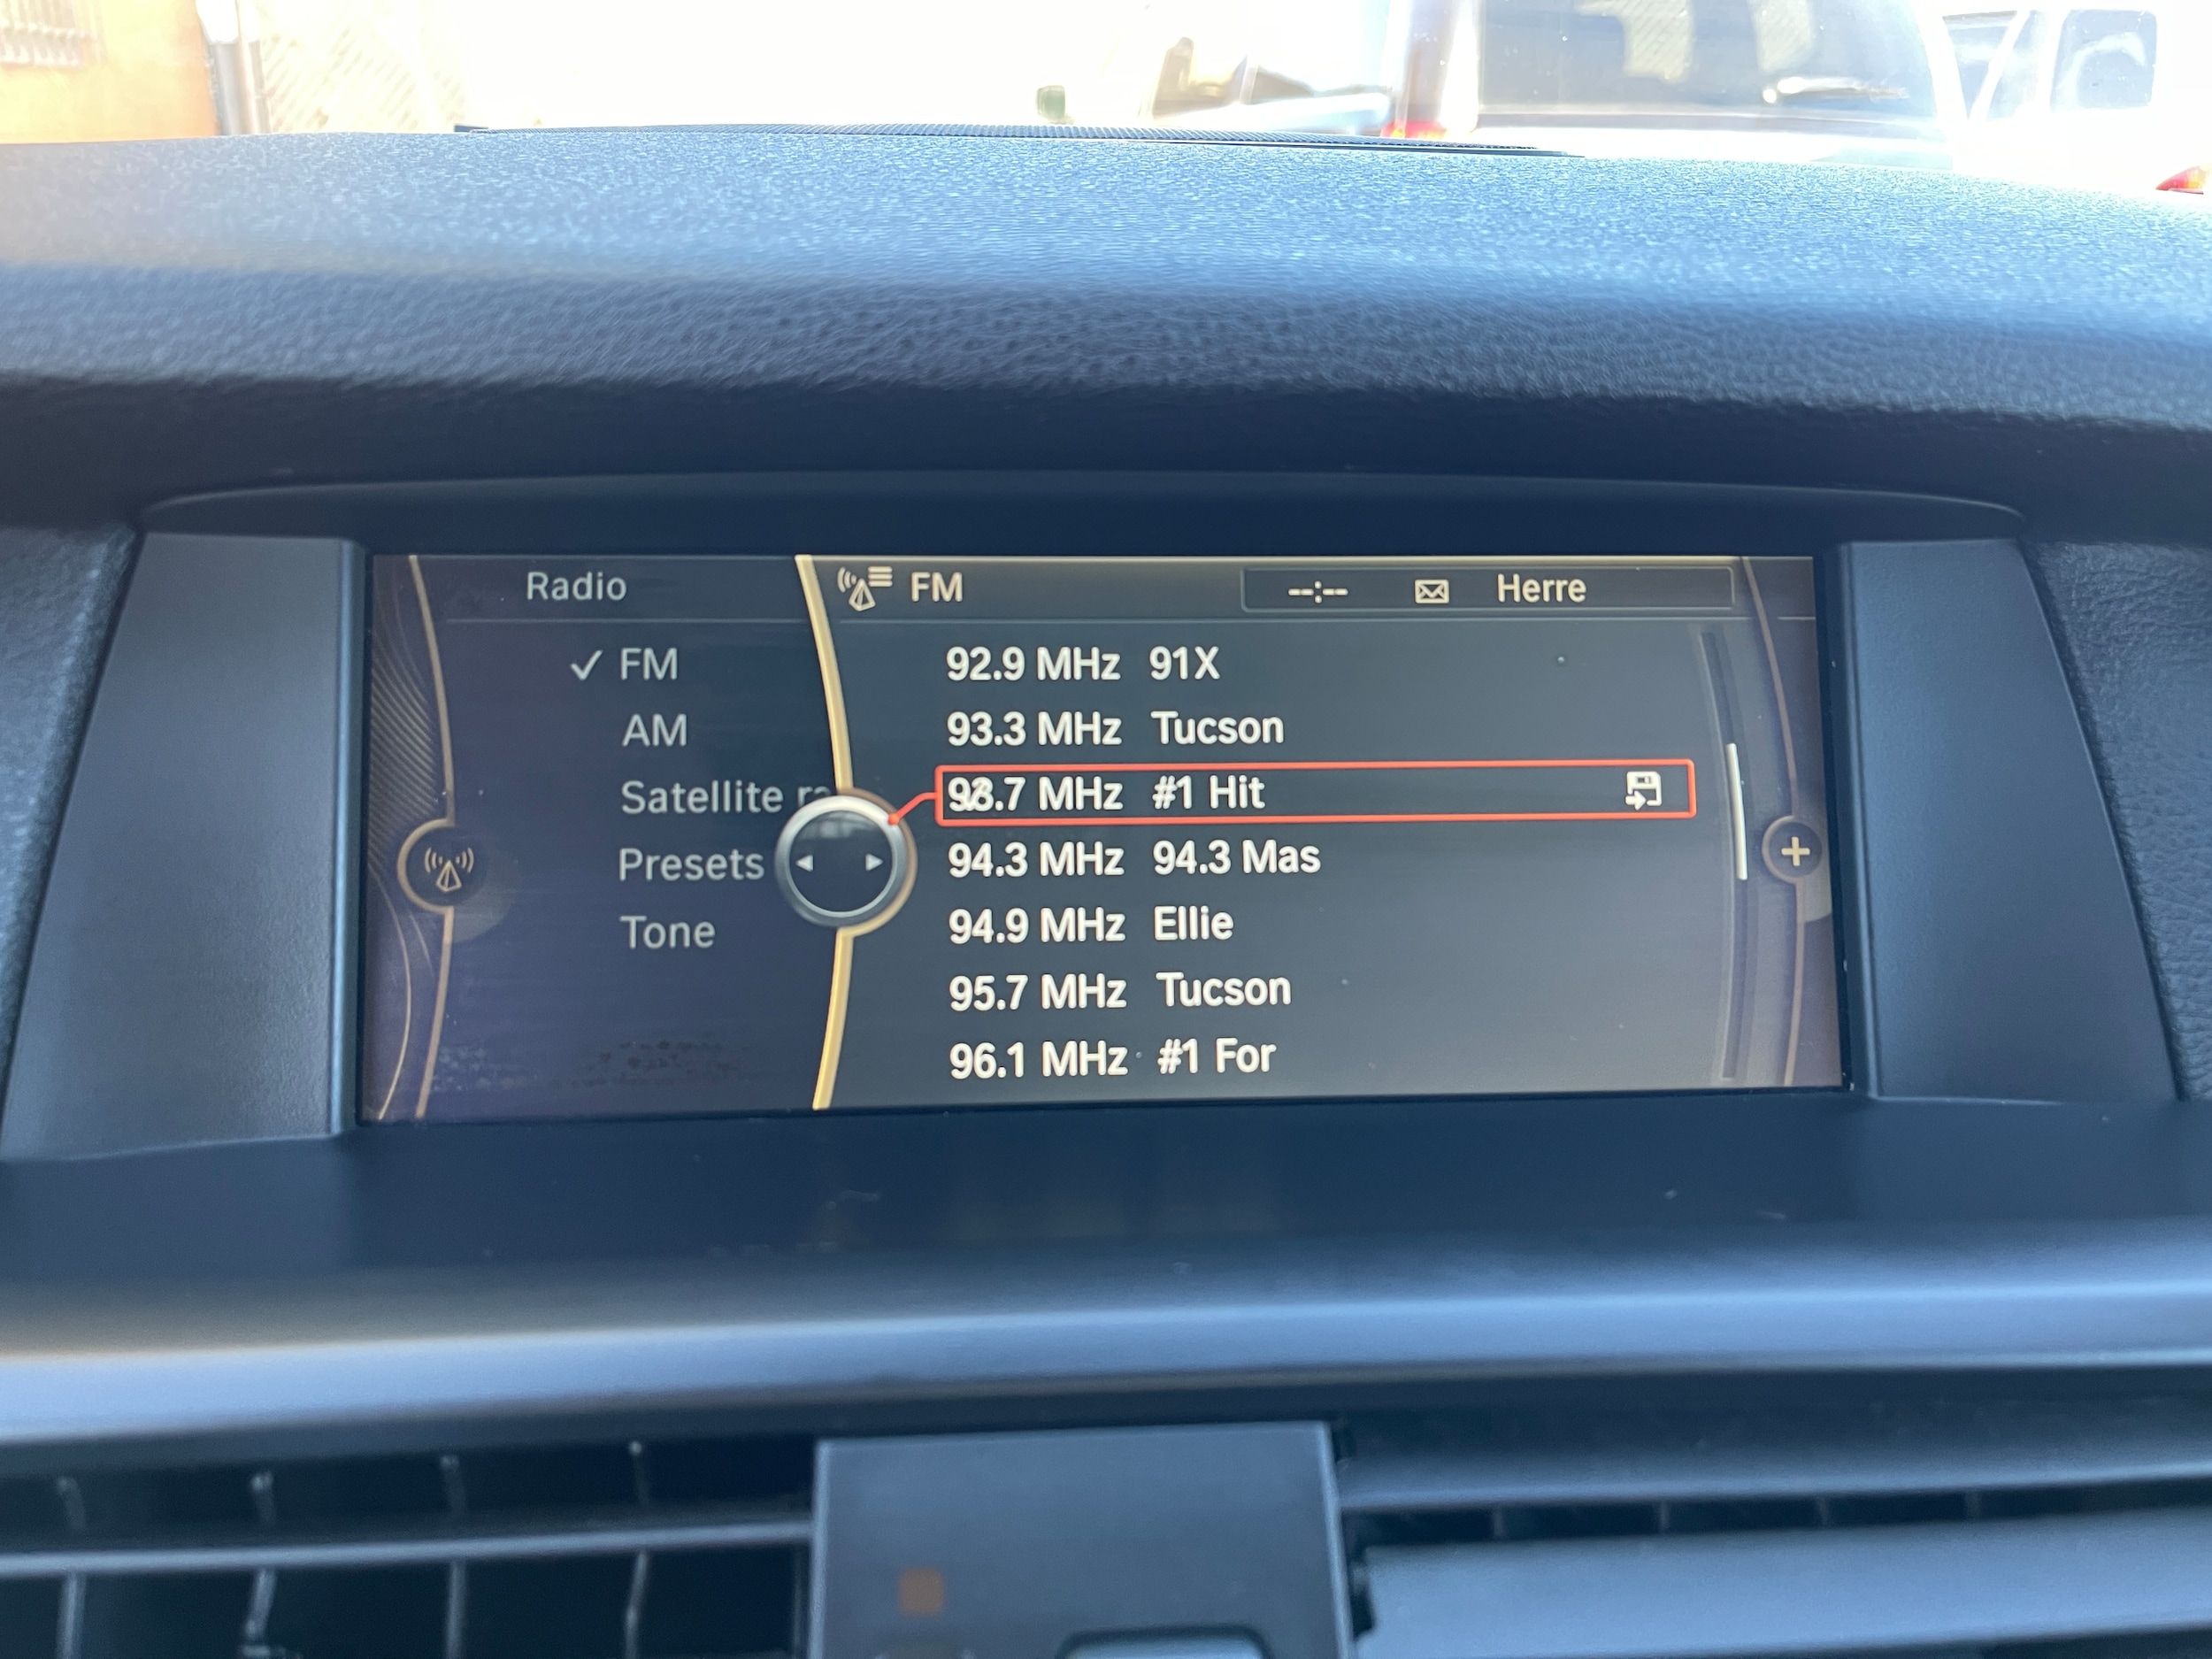 Radio
FM
--:--
Herre
FM
AM
Satellite
Presets
Tone
92.9 MHz 91X
93.3 MHz Tucson
93.7 MHz #1 Hit
94.3 MHz 94.3 Mas
94.9 MHz Ellie
95.7 MHz Tucson
96.1 MHz #1 For